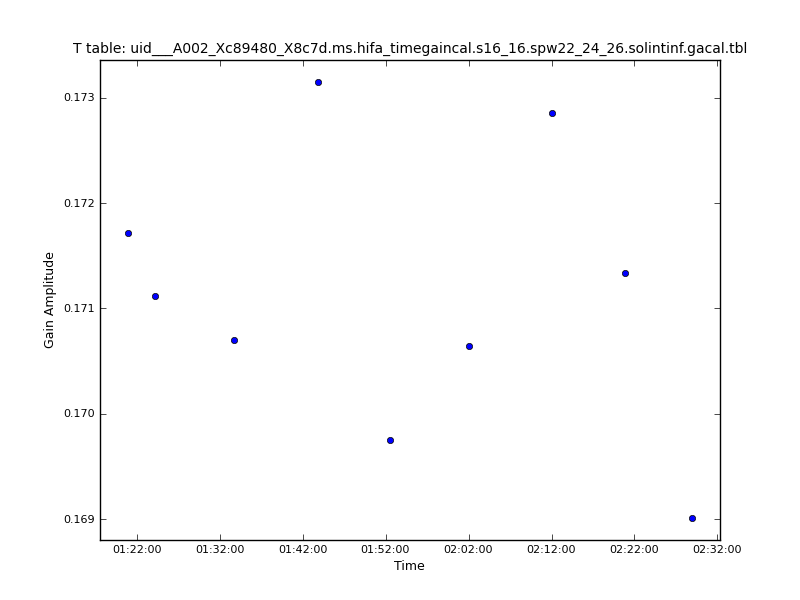 T table: uid___A002_Xc89480_X8c7d.ms.hifa_timegaincal.s16_16.spw22_24_26.solintinf.gacal.tbl
0.173
0.172
0.171
0.170
0.169
Gain Amplitude
01:22:00 01:32:00 01:42:00 01:52:00 02:02:00 02:12:00 02:22:00 02:32:00
Time